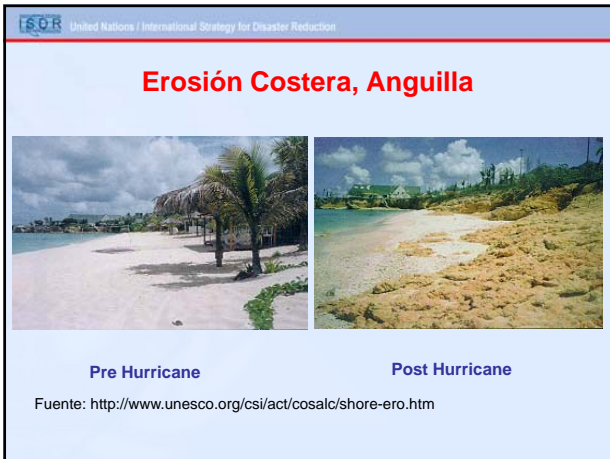 ISDR United Nations / International Strategy for Disaster Reduction
Erosión Costera, Anguilla
Pre Hurricane
Post Hurricane
Fuente: http://www.unesco.org/csi/act/cosalc/shore-ero.htm